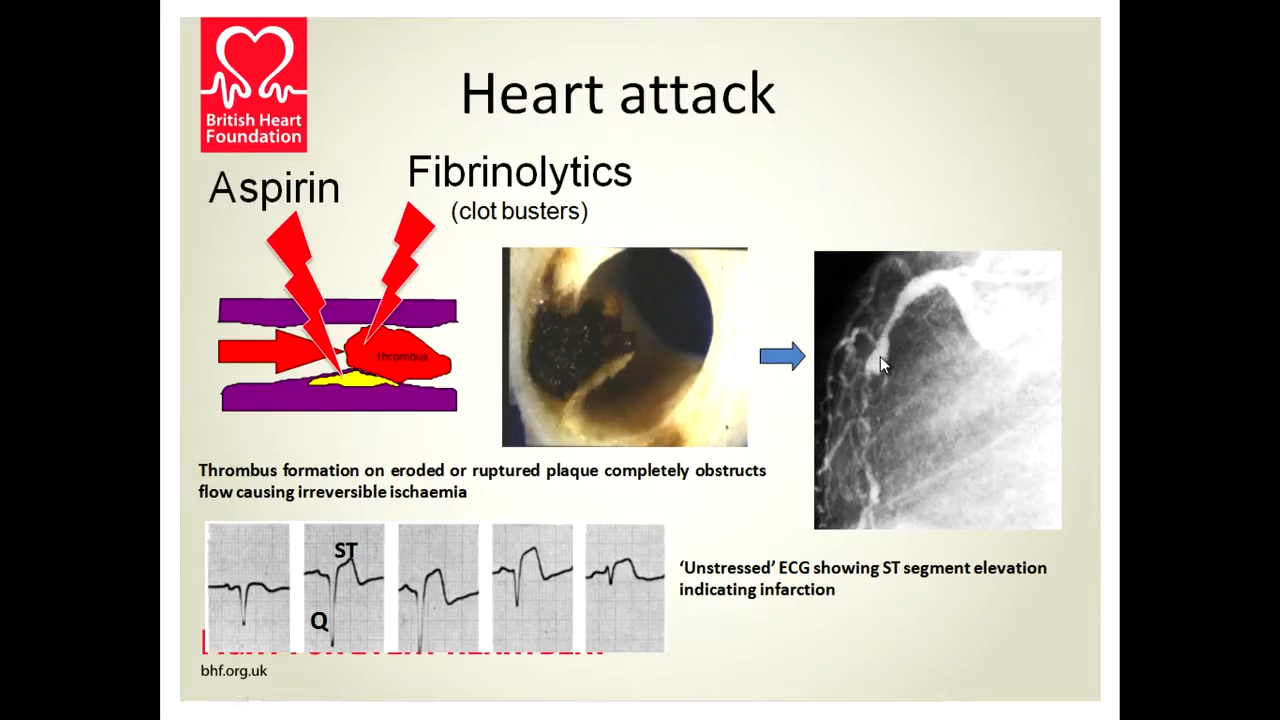 British Heart
Foundation
Heart attack
Aspirin
Fibrinolytics
(clot busters)
thrombus
Thrombus formation on eroded or ruptured plaque completely obstructs
flow causing irreversible ischaemia
ST
Q
‘Unstressed’ ECG showing ST segment elevation
indicating infarction
bhf.org.uk